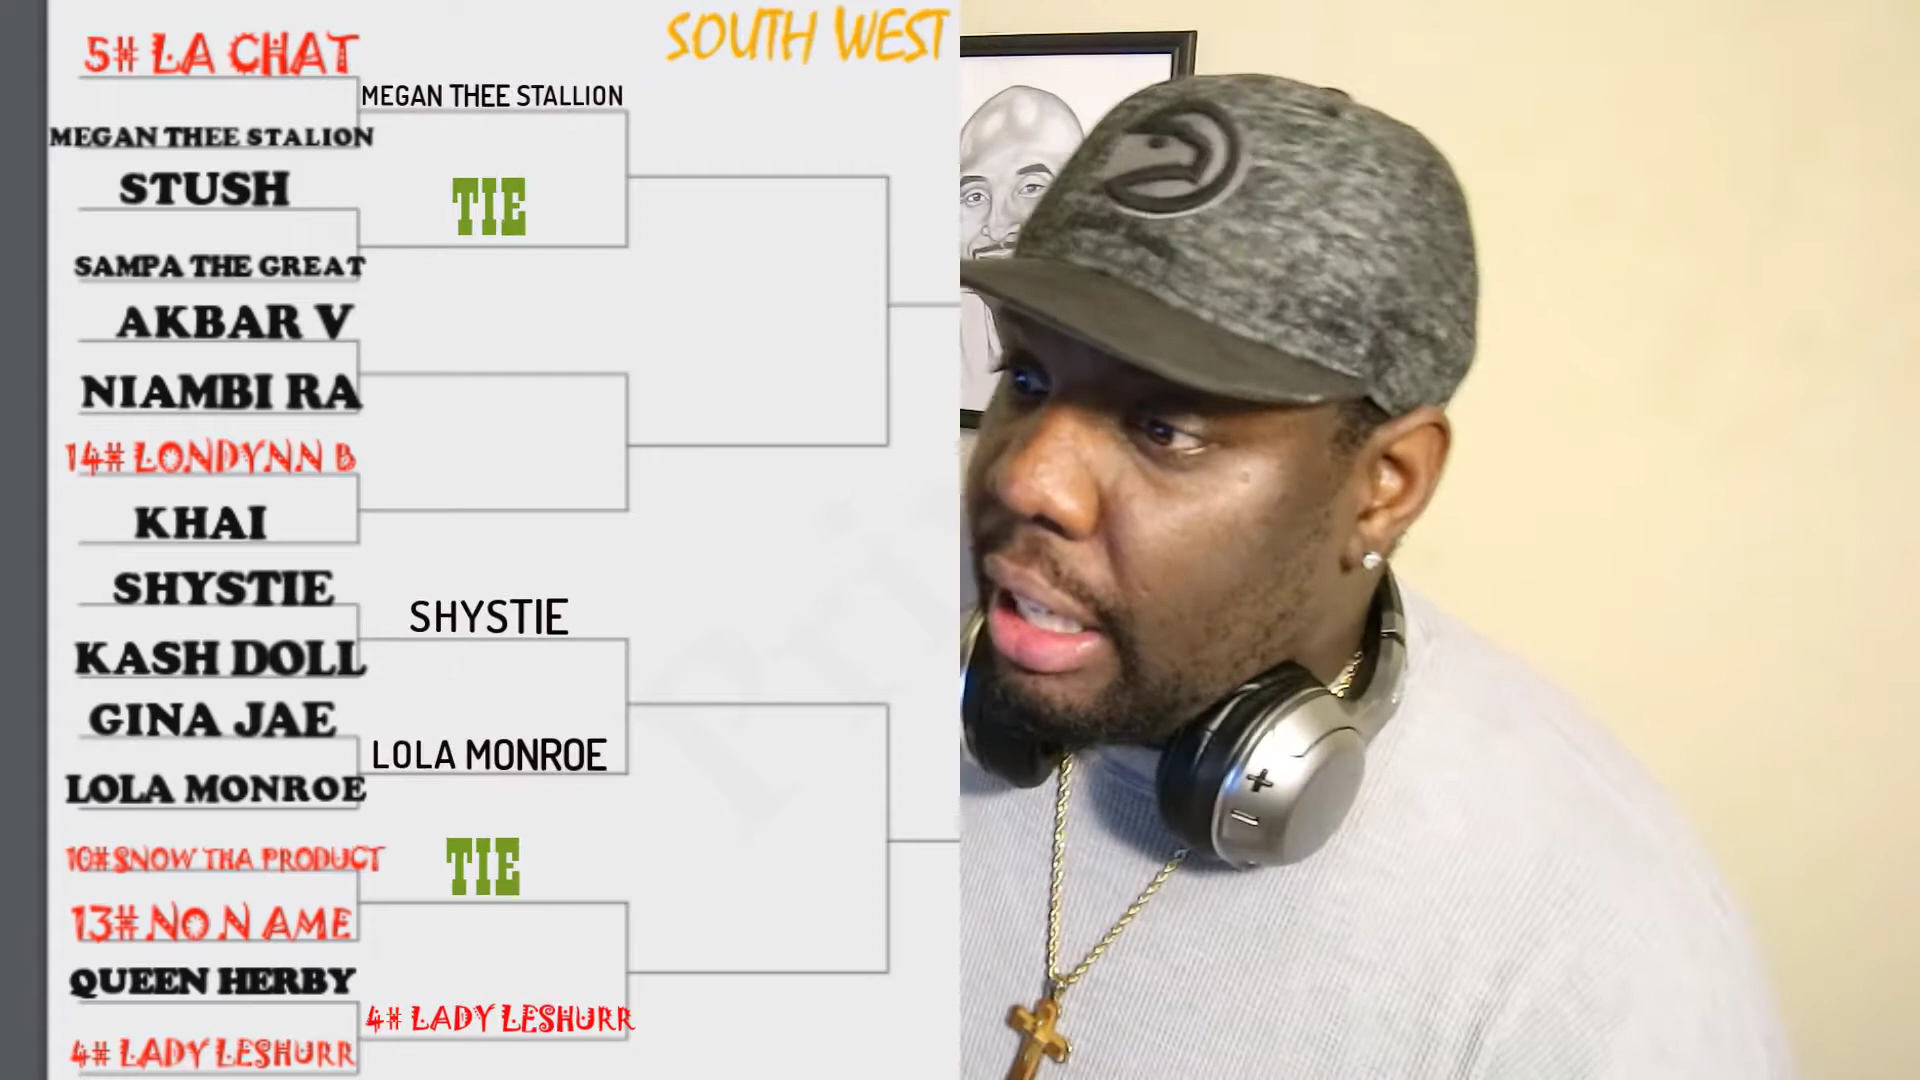 SOUTH WEST
5# LA CHAT
MEGAN THEE STALLION
MEGAN THEE STALION
STUSH
TIE
SAMPA THE GREAT
AKBAR V
NIAMBI RA
14# LONDYNN B
KHAI
SHYSTIE
SHYSTIE
KASH DOLL
GINA JAE
LOLA MONROE
LOLA MONROE
10# SNOW THA PRODUCT
TIE
13# NO N AME
QUEEN HERBY
4# LADY LESHURR
4# LADY LESHURR
+
–